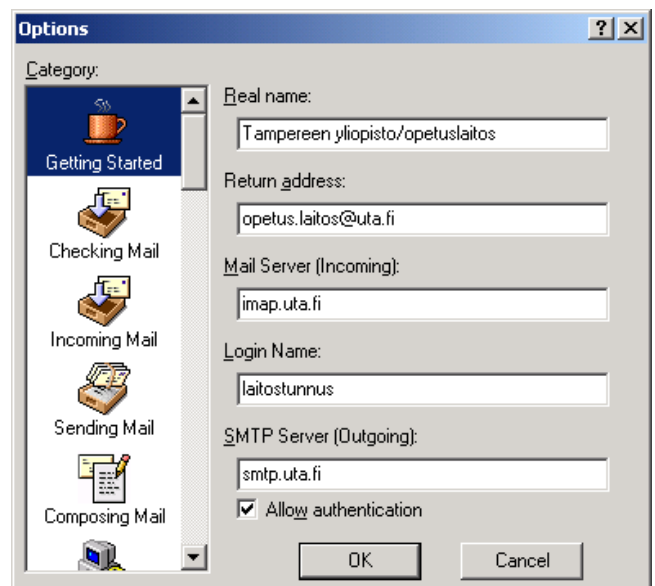 Options
Category:
Getting Started
Checking Mail
Incoming Mail
Sending Mail
Composing Mail
Real name:
Tampereen yliopisto/opetuslaitos
Return address:
opetus.laitos@uta.fi
Mail Server (Incoming):
imap.uta.fi
Login Name:
laitostunnus
SMTP Server (Outgoing):
smtp.uta.fi
Allow authentication
OK
Cancel